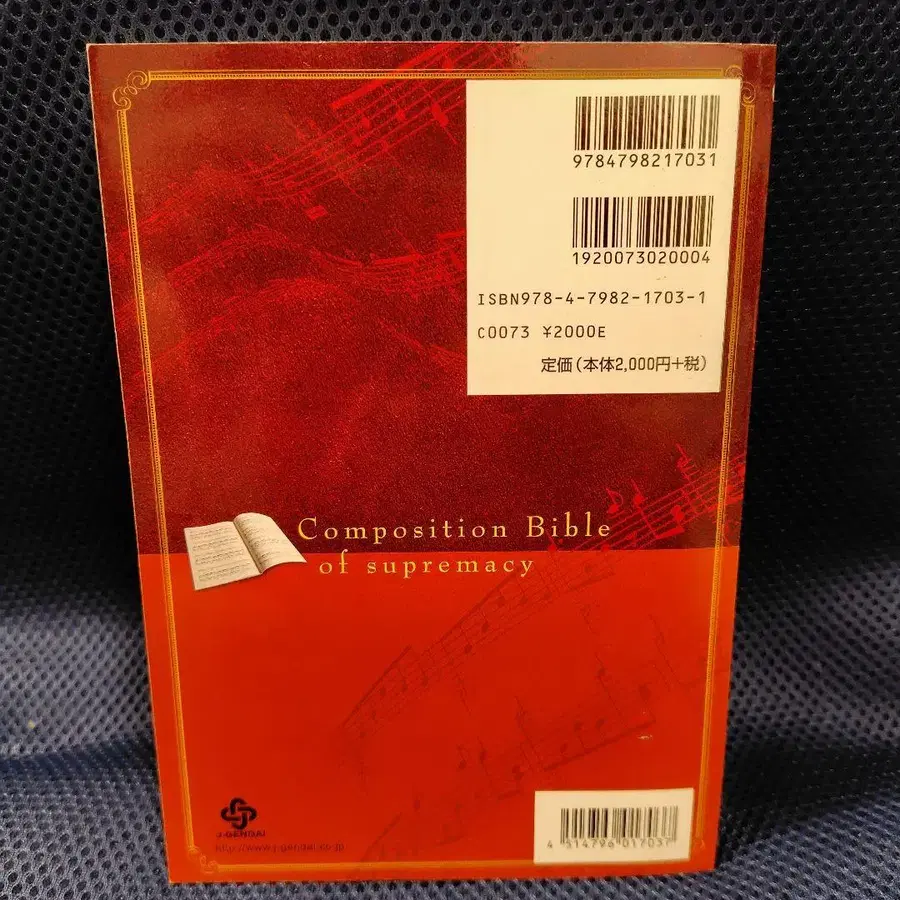 9784798217031
1920073020004
ISBN978-4-7982-1703-1
C0073 ¥2000E
定価(本体2,000円+税)
Composition Bible
of supremacy
J-GENDAI
http://www.j-gendai.co.jp
4 514796 017037